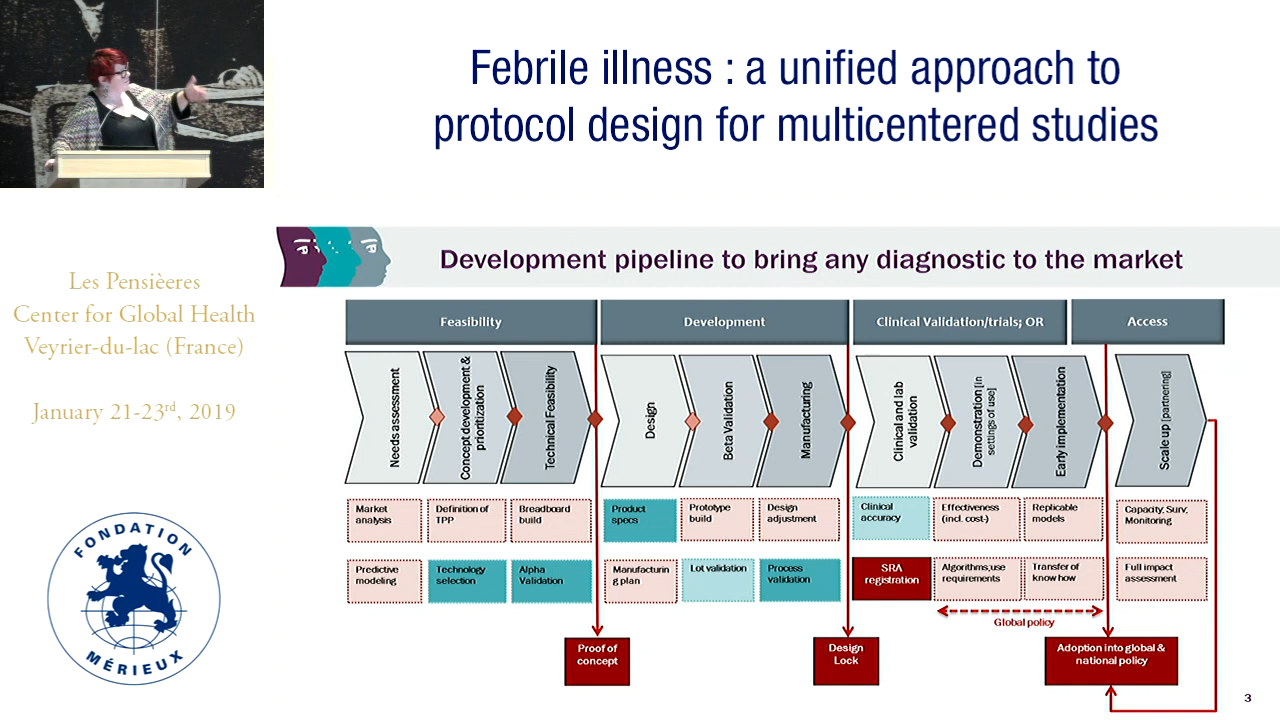 Febrile illness : a unified approach to
protocol design for multicentered studies
Les Pensièeres
Center for Global Health
Veyrier-du-lac (France)
January 21-23rd, 2019
FONDATION
MÉRIEUX
Development pipeline to bring any diagnostic to the market
Feasibility
Development
Clinical Validation/trials; OR
Access
Needs assessment
Concept development &
prioritization
Technical Feasibility
Design
Beta Validation
Manufacturing
Clinical and lab
validation
Demonstration [in
settings of use]
Early implementation
Scale up [partnering]
Market
analysis
Definition of
TPP
Breadboard
build
Product
specs
Prototype
build
Design
adjustment
Clinical
accuracy
Effectiveness
(incl. cost-)
Replicable
models
Capacity, Surv,
Monitoring
Predictive
modeling
Technology
selection
Alpha
Validation
Manufacturin
g plan
Lot validation
Process
validation
SRA
registration
Algorithms;use
requirements
Transfer of
know how
Full impact
assessment
Global policy
Proof of
concept
Design
Lock
Adoption into global &
national policy
3